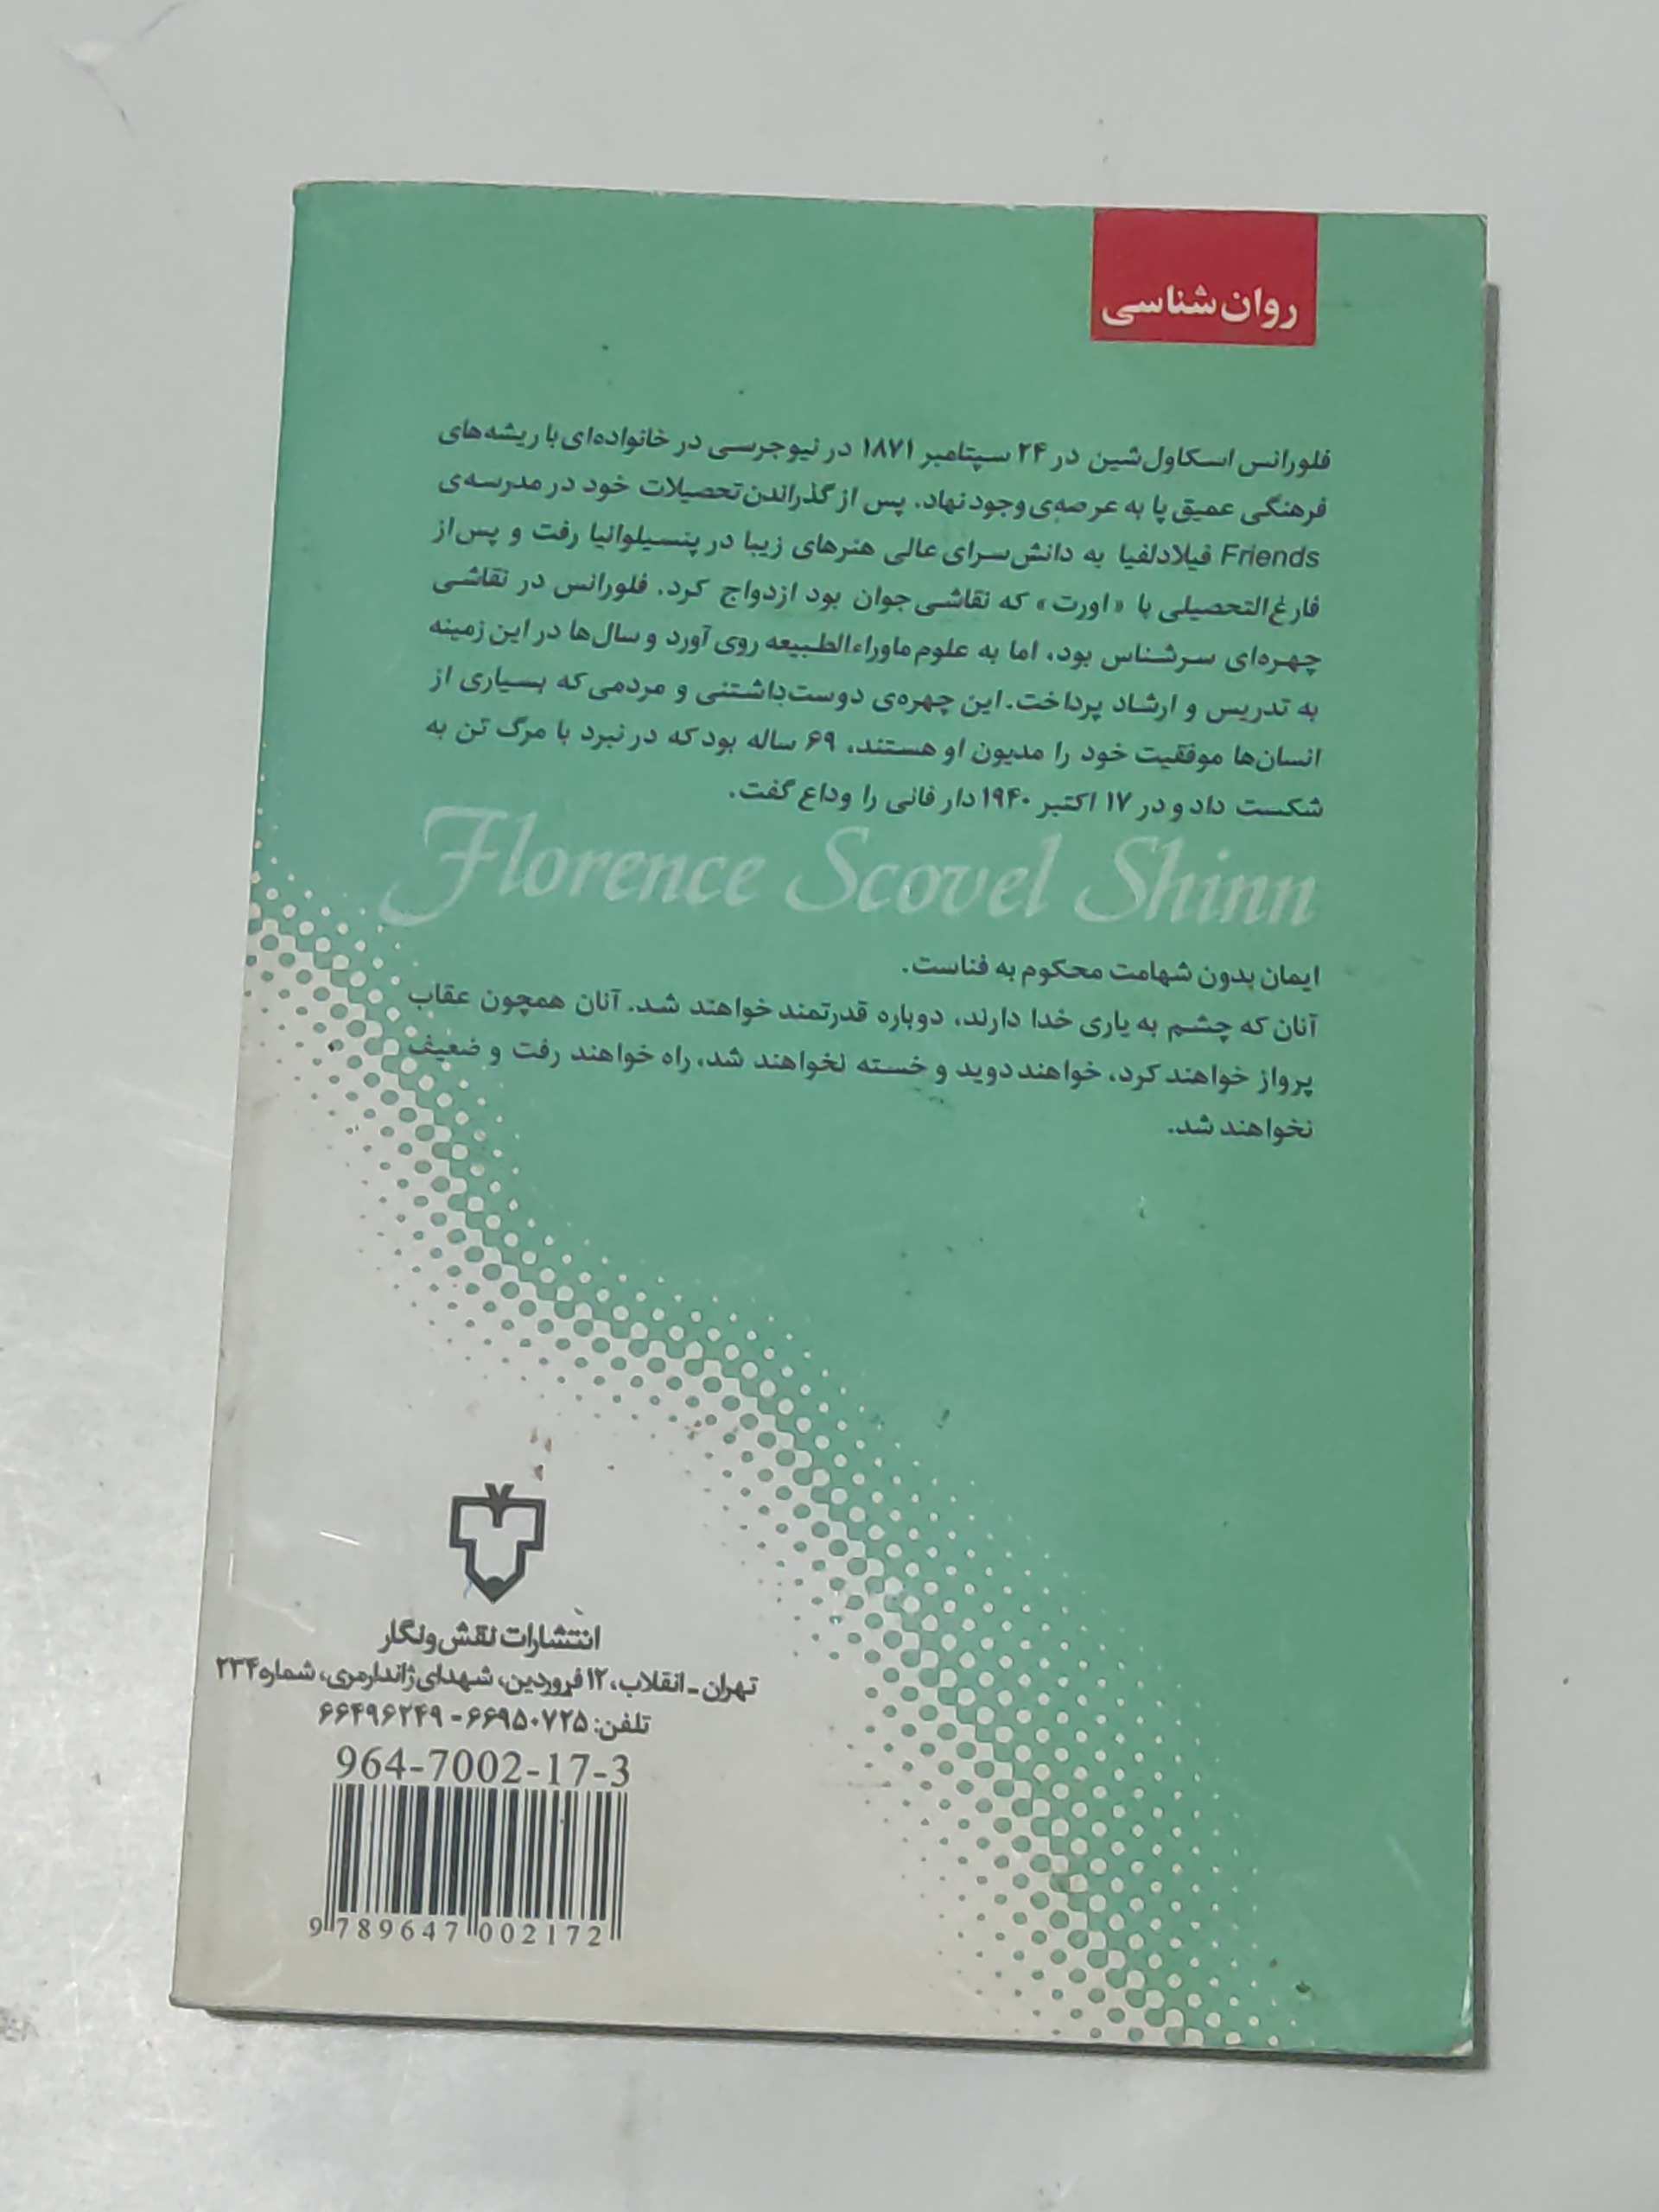 روان‌شناسی
فلورانس اسکاول‌شین در ۲۴ سپتامبر ۱۸۷۱ در نیوجرسی در خانواده‌ای با ریشه‌های
فرهنگی عمیق پا به عرصه‌ی وجود نهاد. پس از گذراندن تحصیلات خود در مدرسه‌ی
Friends فیلادلفیا به دانش‌سرای عالی هنرهای زیبا در پنسیلوانیا رفت و پس‌از
فارغ‌التحصیلی با «اورت» که نقاشی جوان بود ازدواج کرد. فلورانس در نقاشی
چهره‌ای سرشناس بود، اما به علوم ماوراءالطبیعه روی آورد و سال‌ها در این زمینه
به تدریس و ارشاد پرداخت. این چهره‌ی دوست‌داشتنی و مردمی که بسیاری از
انسان‌ها موفقیت خود را مدیون او هستند، ۶۹ ساله بود که در نبرد با مرگ تن به
شکست داد و در ۱۷ اکتبر ۱۹۴۰ دار فانی را وداع گفت.
Florence Scovel Shinn
ایمان بدون شهامت محکوم به فناست.
آنان که چشم به یاری خدا دارند، دوباره قدرتمند خواهند شد. آنان همچون عقاب
پرواز خواهند کرد، خواهند دوید و خسته نخواهند شد، راه خواهند رفت و ضعیف
نخواهند شد.
انتشارات نقش‌ونگار
تهران ـ انقلاب، ۱۲ فروردین، شهدای ژاندارمری، شماره ۲۳۴
تلفن: ۶۶۹۵۰۷۲۵ - ۶۶۴۹۶۲۴۹
964-7002-17-3
9 789647 002172